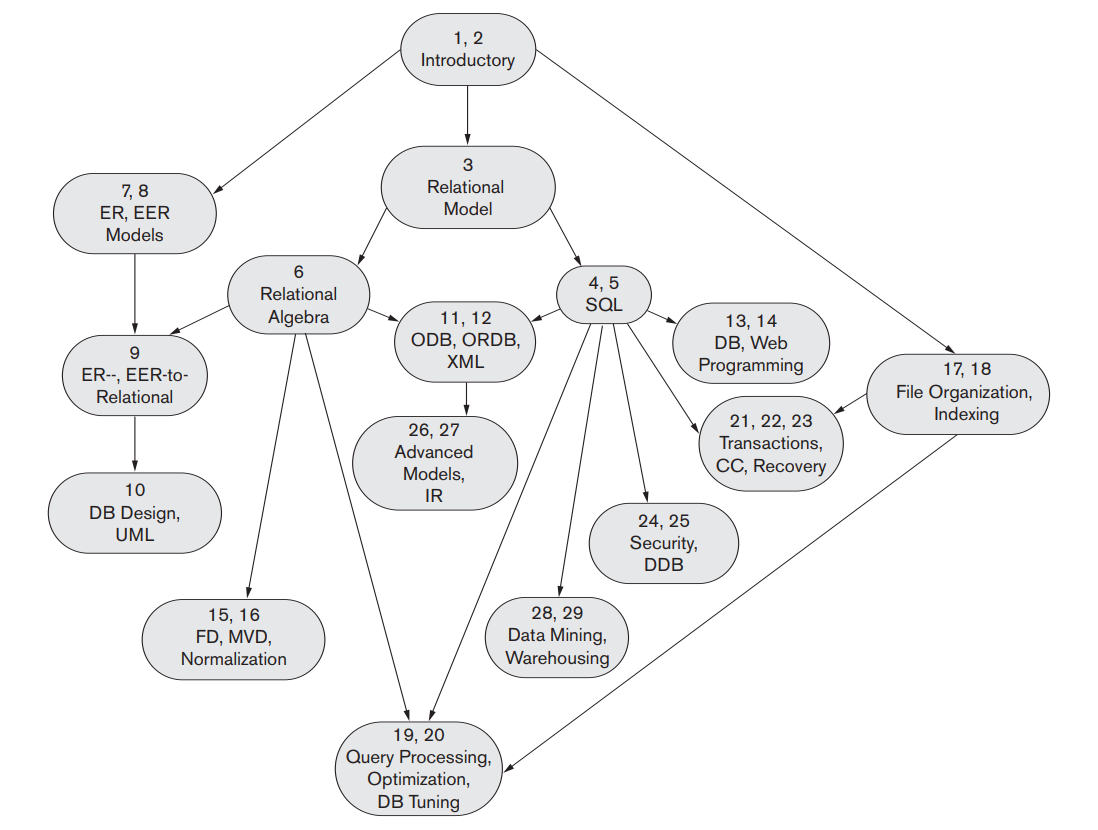 1, 2
Introductory
3
Relational
Model
7, 8
ER, EER
Models
6
Relational
Algebra
4, 5
SQL
11, 12
ODB, ORDB,
XML
13, 14
DB, Web
Programming
9
ER--, EER-to-
Relational
17, 18
File Organization,
Indexing
26, 27
Advanced
Models,
IR
21, 22, 23
Transactions,
CC, Recovery
10
DB Design,
UML
24, 25
Security,
DDB
15, 16
FD, MVD,
Normalization
28, 29
Data Mining,
Warehousing
19, 20
Query Processing,
Optimization,
DB Tuning